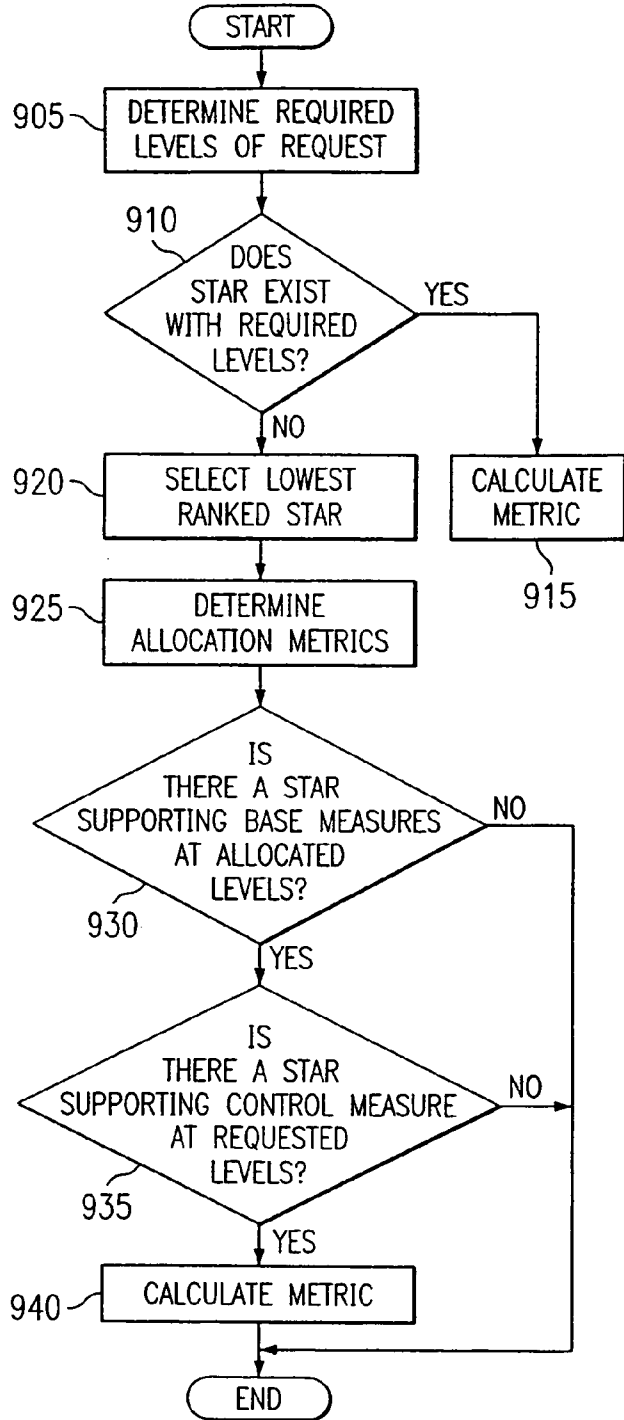 START
905
DETERMINE REQUIRED
LEVELS OF REQUEST
910
DOES
STAR EXIST
WITH REQUIRED
LEVELS?
YES
NO
920
SELECT LOWEST
RANKED STAR
CALCULATE
METRIC
915
925
DETERMINE
ALLOCATION METRICS
IS
THERE A STAR
SUPPORTING BASE MEASURES
AT ALLOCATED
LEVELS?
NO
930
YES
IS
THERE A STAR
SUPPORTING CONTROL MEASURE
AT REQUESTED
LEVELS?
NO
935
YES
940
CALCULATE METRIC
END